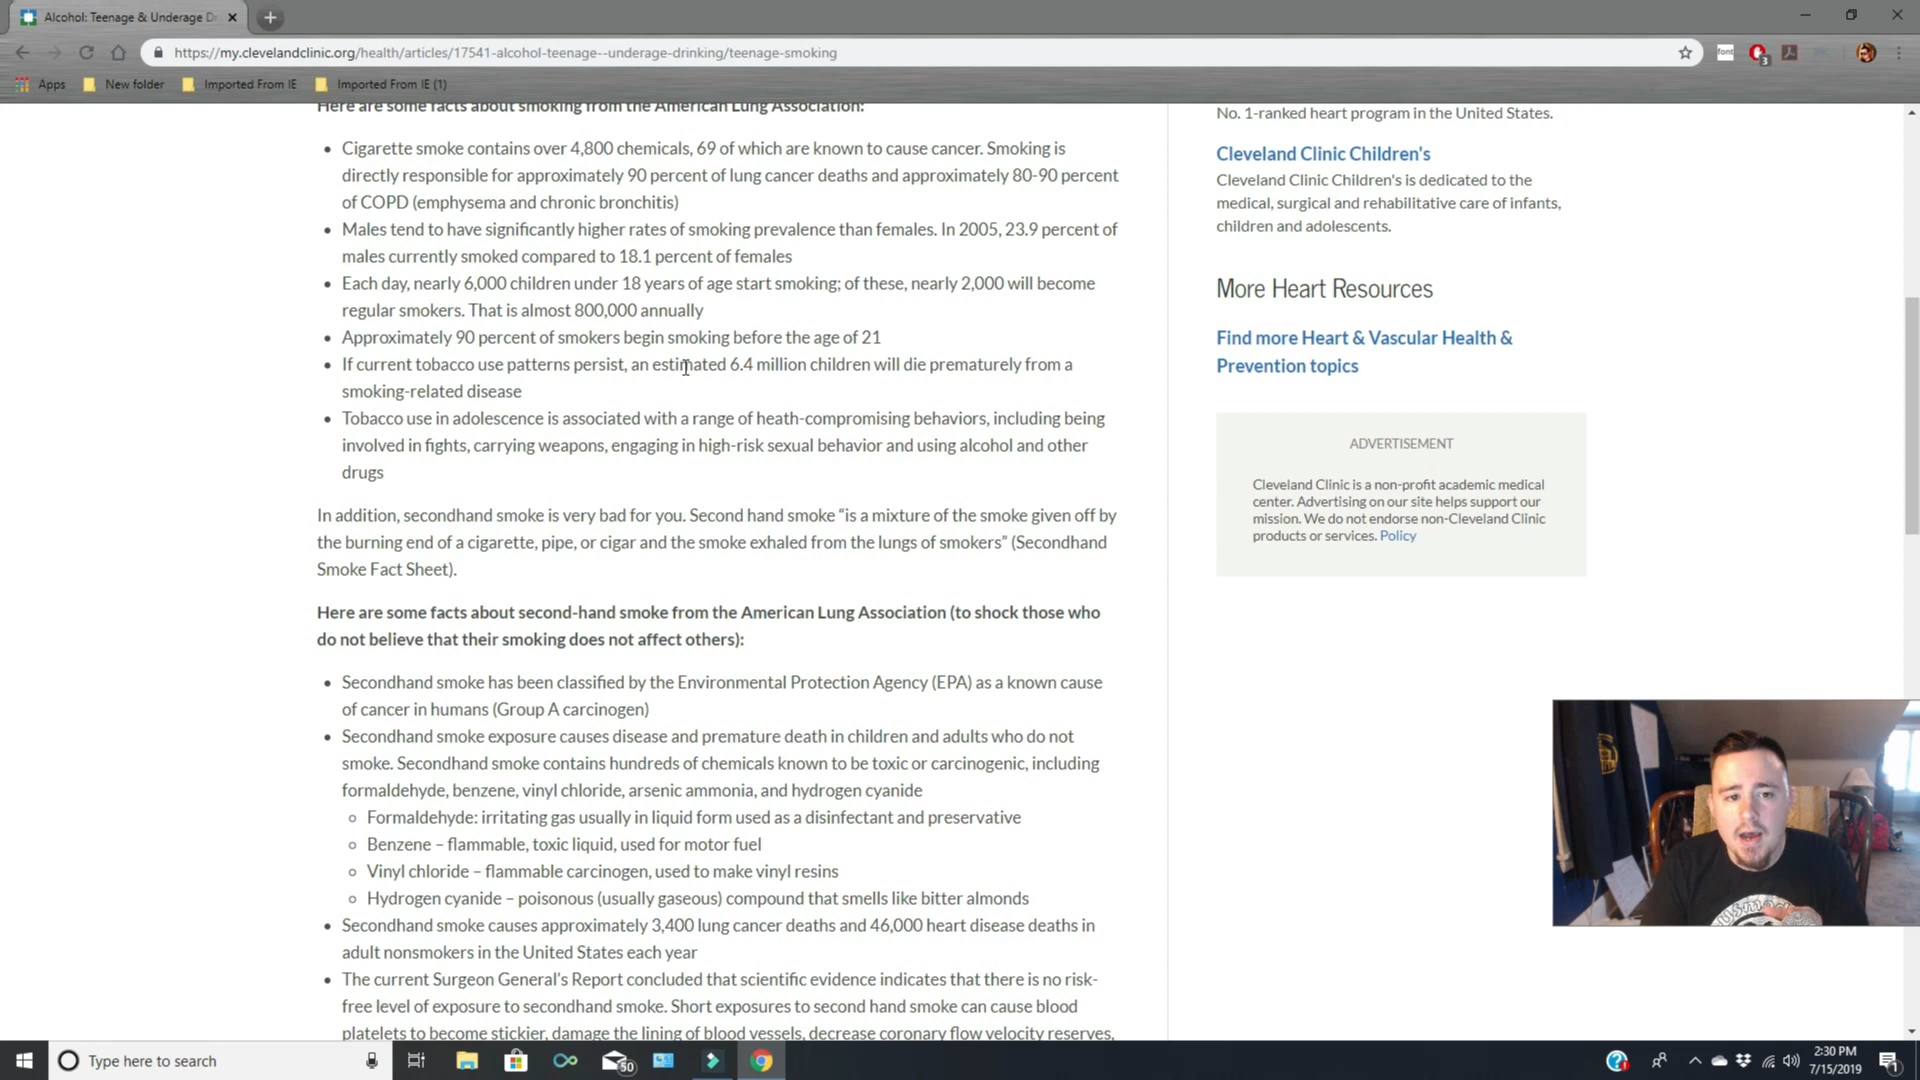 Alcohol: Teenage & Underage Dr
https://my.clevelandclinic.org/health/articles/17541-alcohol-teenage--underage-drinking/teenage-smoking
font
3
Apps
New folder
Imported From IE
Imported From IE (1)
Here are some facts about smoking from the American Lung Association:
Cigarette smoke contains over 4,800 chemicals, 69 of which are known to cause cancer. Smoking is
directly responsible for approximately 90 percent of lung cancer deaths and approximately 80-90 percent
of COPD (emphysema and chronic bronchitis)
Males tend to have significantly higher rates of smoking prevalence than females. In 2005, 23.9 percent of
males currently smoked compared to 18.1 percent of females
Each day, nearly 6,000 children under 18 years of age start smoking; of these, nearly 2,000 will become
regular smokers. That is almost 800,000 annually
Approximately 90 percent of smokers begin smoking before the age of 21
If current tobacco use patterns persist, an estimated 6.4 million children will die prematurely from a
smoking-related disease
Tobacco use in adolescence is associated with a range of heath-compromising behaviors, including being
involved in fights, carrying weapons, engaging in high-risk sexual behavior and using alcohol and other
drugs
In addition, secondhand smoke is very bad for you. Second hand smoke “is a mixture of the smoke given off by
the burning end of a cigarette, pipe, or cigar and the smoke exhaled from the lungs of smokers” (Secondhand
Smoke Fact Sheet).
Here are some facts about second-hand smoke from the American Lung Association (to shock those who
do not believe that their smoking does not affect others):
Secondhand smoke has been classified by the Environmental Protection Agency (EPA) as a known cause
of cancer in humans (Group A carcinogen)
Secondhand smoke exposure causes disease and premature death in children and adults who do not
smoke. Secondhand smoke contains hundreds of chemicals known to be toxic or carcinogenic, including
formaldehyde, benzene, vinyl chloride, arsenic ammonia, and hydrogen cyanide
Formaldehyde: irritating gas usually in liquid form used as a disinfectant and preservative
Benzene – flammable, toxic liquid, used for motor fuel
Vinyl chloride – flammable carcinogen, used to make vinyl resins
Hydrogen cyanide – poisonous (usually gaseous) compound that smells like bitter almonds
Secondhand smoke causes approximately 3,400 lung cancer deaths and 46,000 heart disease deaths in
adult nonsmokers in the United States each year
The current Surgeon General’s Report concluded that scientific evidence indicates that there is no risk-
free level of exposure to secondhand smoke. Short exposures to second hand smoke can cause blood
platelets to become stickier, damage the lining of blood vessels, decrease coronary flow velocity reserves,
No. 1-ranked heart program in the United States.
Cleveland Clinic Children's
Cleveland Clinic Children's is dedicated to the
medical, surgical and rehabilitative care of infants,
children and adolescents.
More Heart Resources
Find more Heart & Vascular Health &
Prevention topics
ADVERTISEMENT
Cleveland Clinic is a non-profit academic medical
center. Advertising on our site helps support our
mission. We do not endorse non-Cleveland Clinic
products or services. Policy
Type here to search
50
2:30 PM
7/15/2019
1